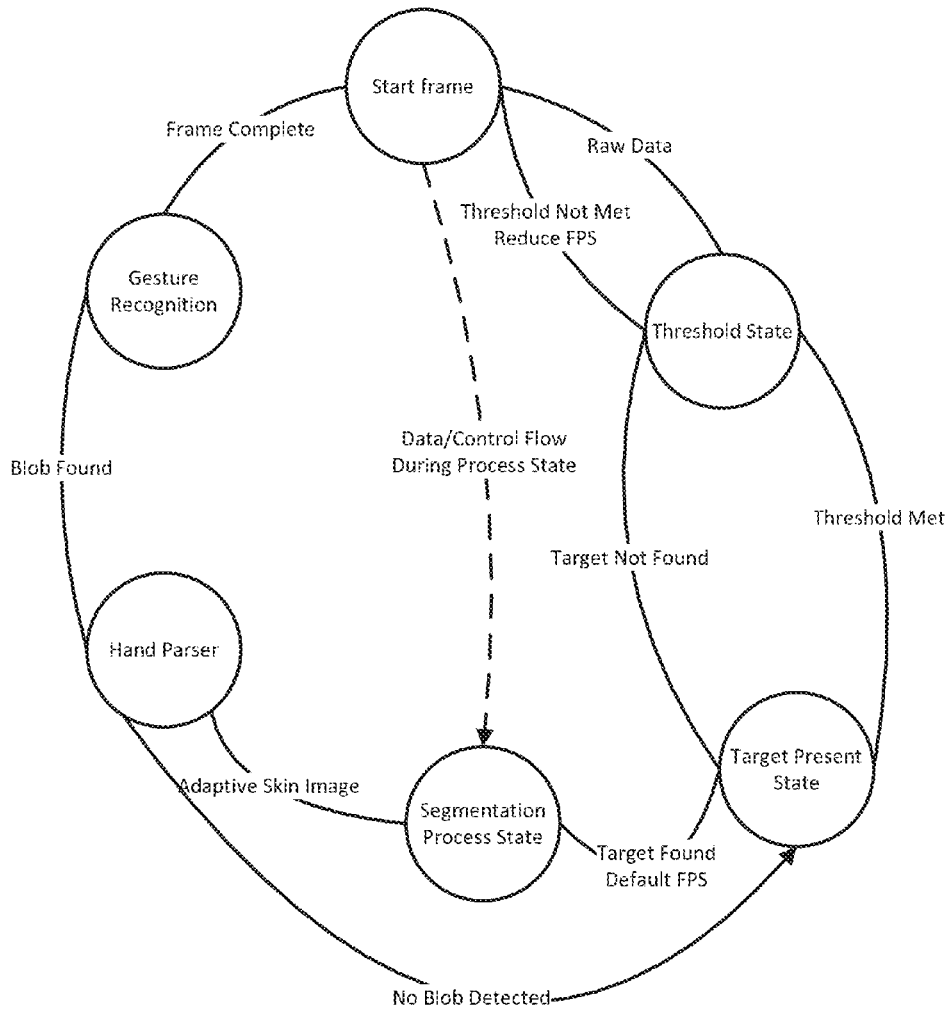 Start frame
Frame Complete
Raw Data
Threshold Not Met
Reduce FPS
Gesture
Recognition
Threshold State
Data/Control Flow
During Process State
Blob Found
Threshold Met
Target Not Found
Hand Parser
Target Present
State
Adaptive Skin Image
Segmentation
Process State
Target Found
Default FPS
No Blob Detected